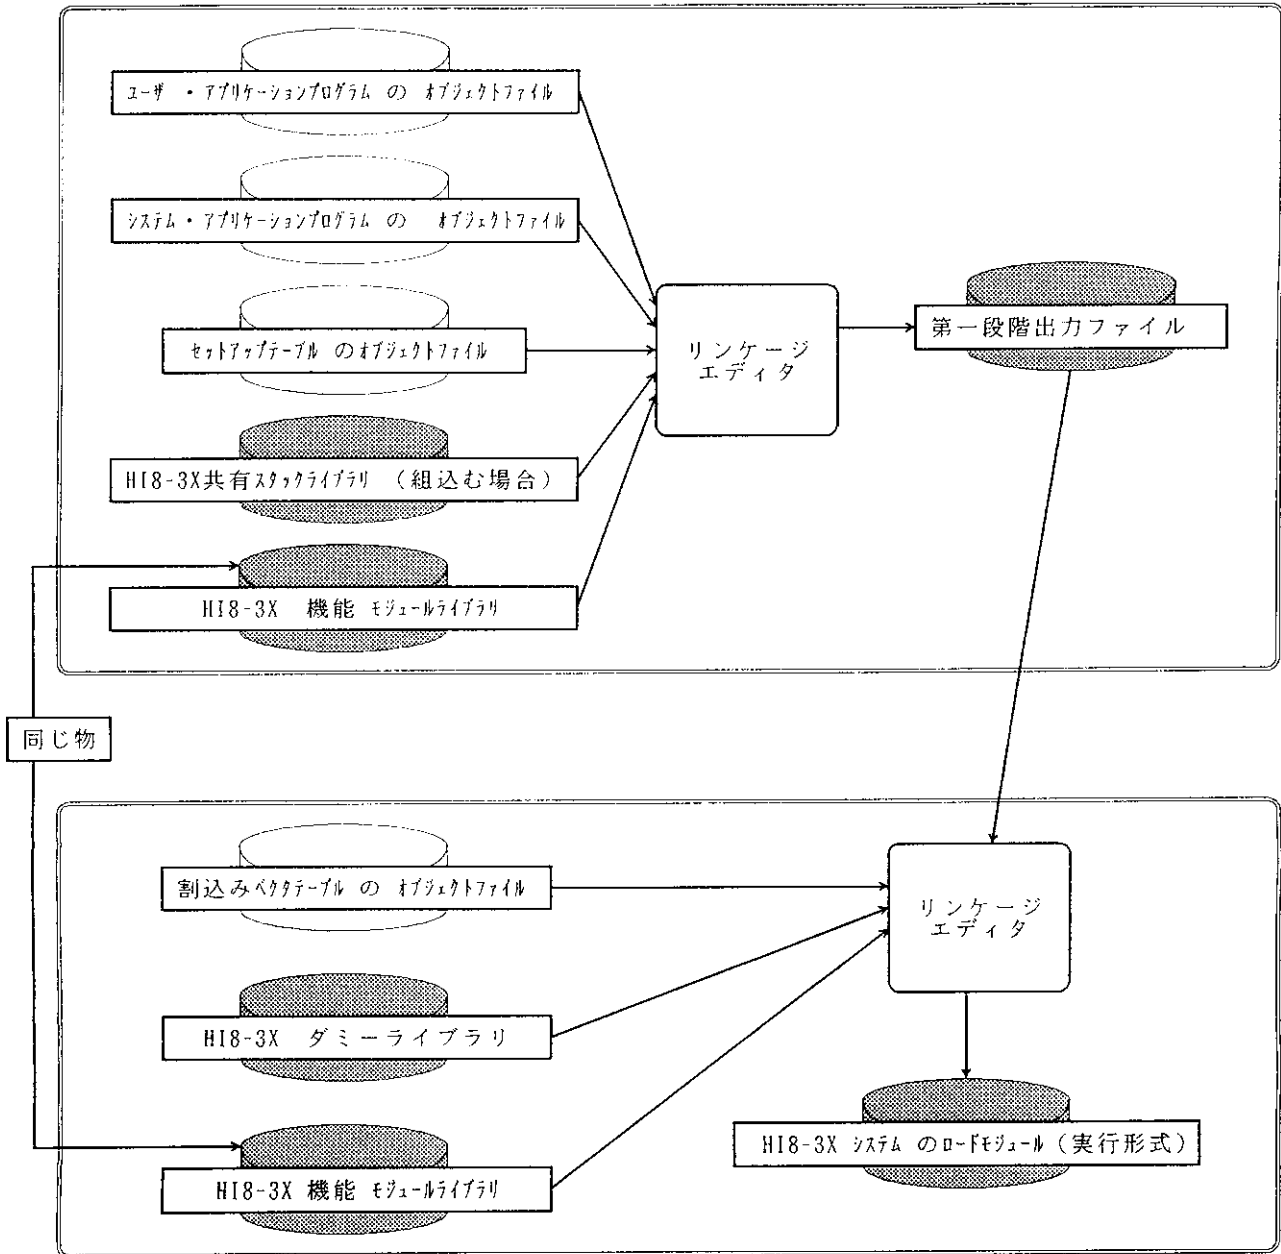 ユーザ ・アプリケーションプログラム の オブジェクトファイル
システム・アプリケーションプログラム の オブジェクトファイル
セットアップテーブル のオブジェクトファイル
HI8-3X共有スタックライブラリ （組込む場合）
HI8-3X 機能 モジュールライブラリ
リンケージ
エディタ
第一段階出力ファイル
同じ物
割込みベクタテーブル の オブジェクトファイル
HI8-3X ダミーライブラリ
HI8-3X 機能 モジュールライブラリ
リンケージ
エディタ
HI8-3X システム のロードモジュール（実行形式）